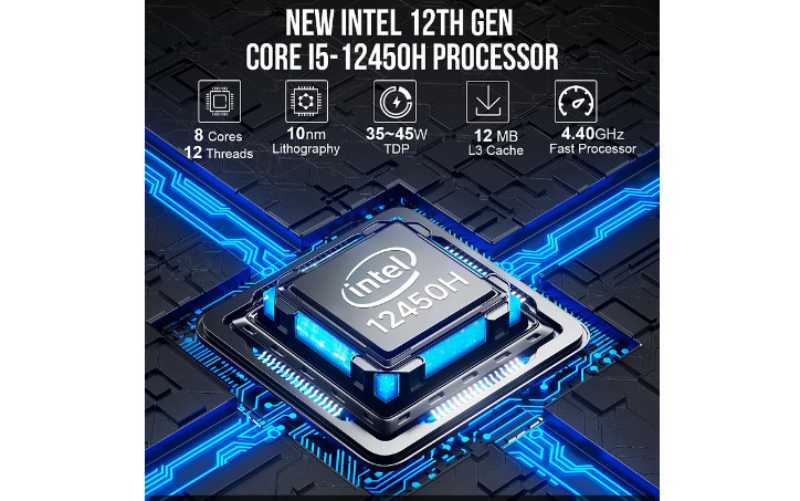 NEW INTEL 12TH GEN
CORE I5-12450H PROCESSOR
8 Cores
12 Threads
10nm
Lithography
35~45W
TDP
12 MB
L3 Cache
4.40GHz
Fast Processor
intel
12450H